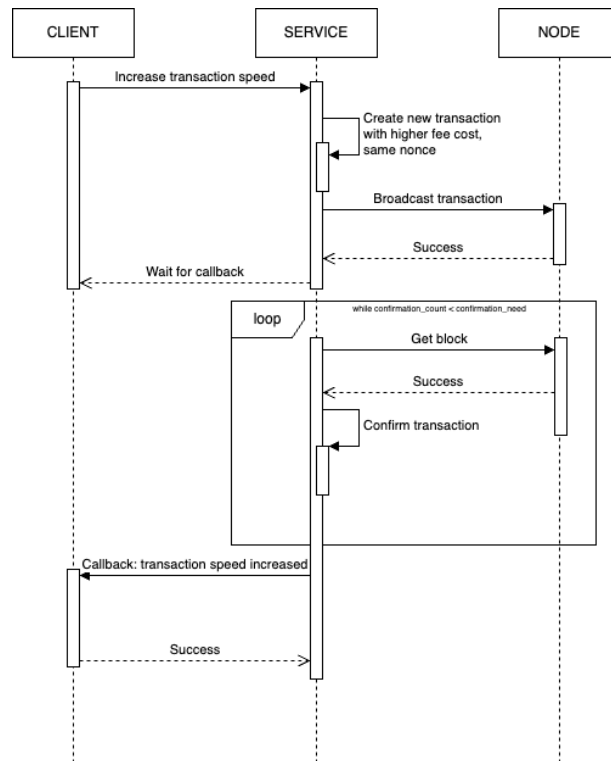 CLIENT
SERVICE
NODE
Increase transaction speed
Create new transaction
with higher fee cost,
same nonce
Broadcast transaction
Success
Wait for callback
loop
while confirmation_count < confirmation_need
Get block
Success
Confirm transaction
Callback: transaction speed increased
Success